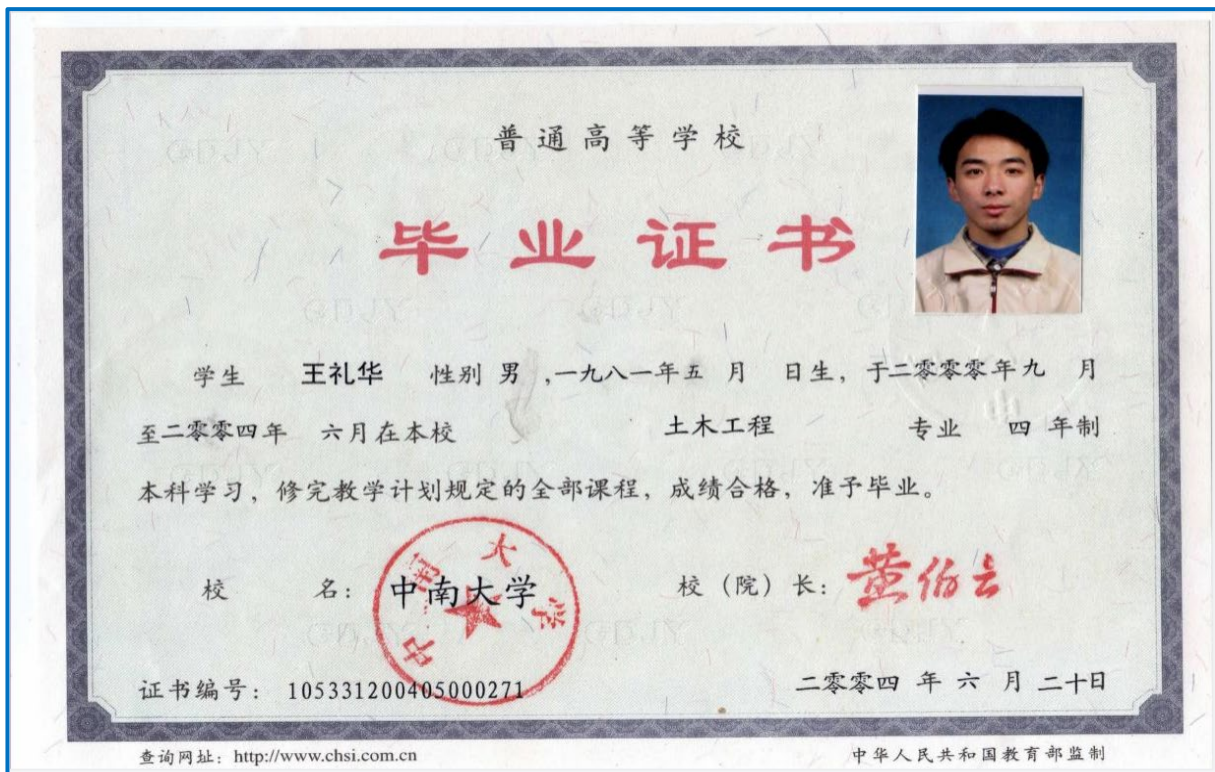 普通高等学校
毕业证书
学生 王礼华 性别 男 ,一九八一年五 月 日生，于二零零零年九 月
至二零零四年 六月在本校 土木工程 专业 四 年制
本科学习，修完教学计划规定的全部课程，成绩合格，准予毕业。
校 名：中南大学 校（院）长：黄伯云
中南大学
证书编号： 105331200405000271 二零零四 年 六 月 二十日
查询网址：http://www.chsi.com.cn 中华人民共和国教育部监制